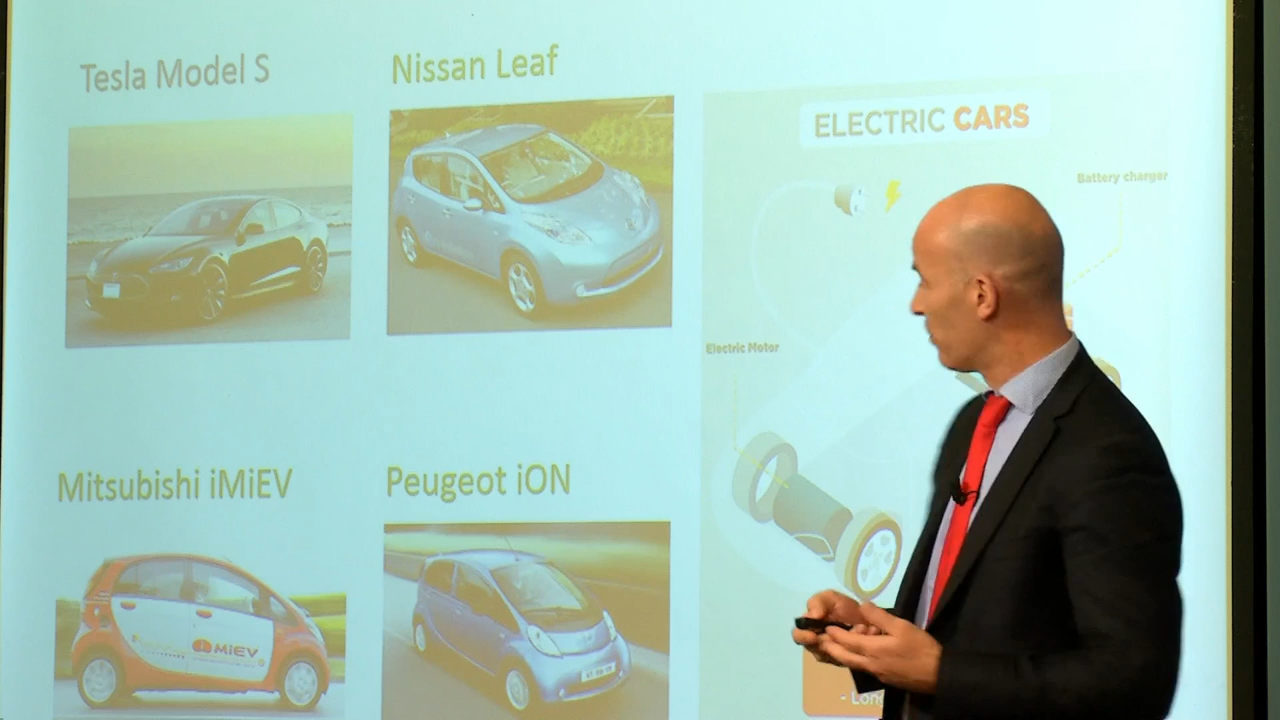 Tesla Model S
Nissan Leaf
ELECTRIC CARS
Battery charger
Electric Motor
Mitsubishi iMiEV
Peugeot iON
MiEV